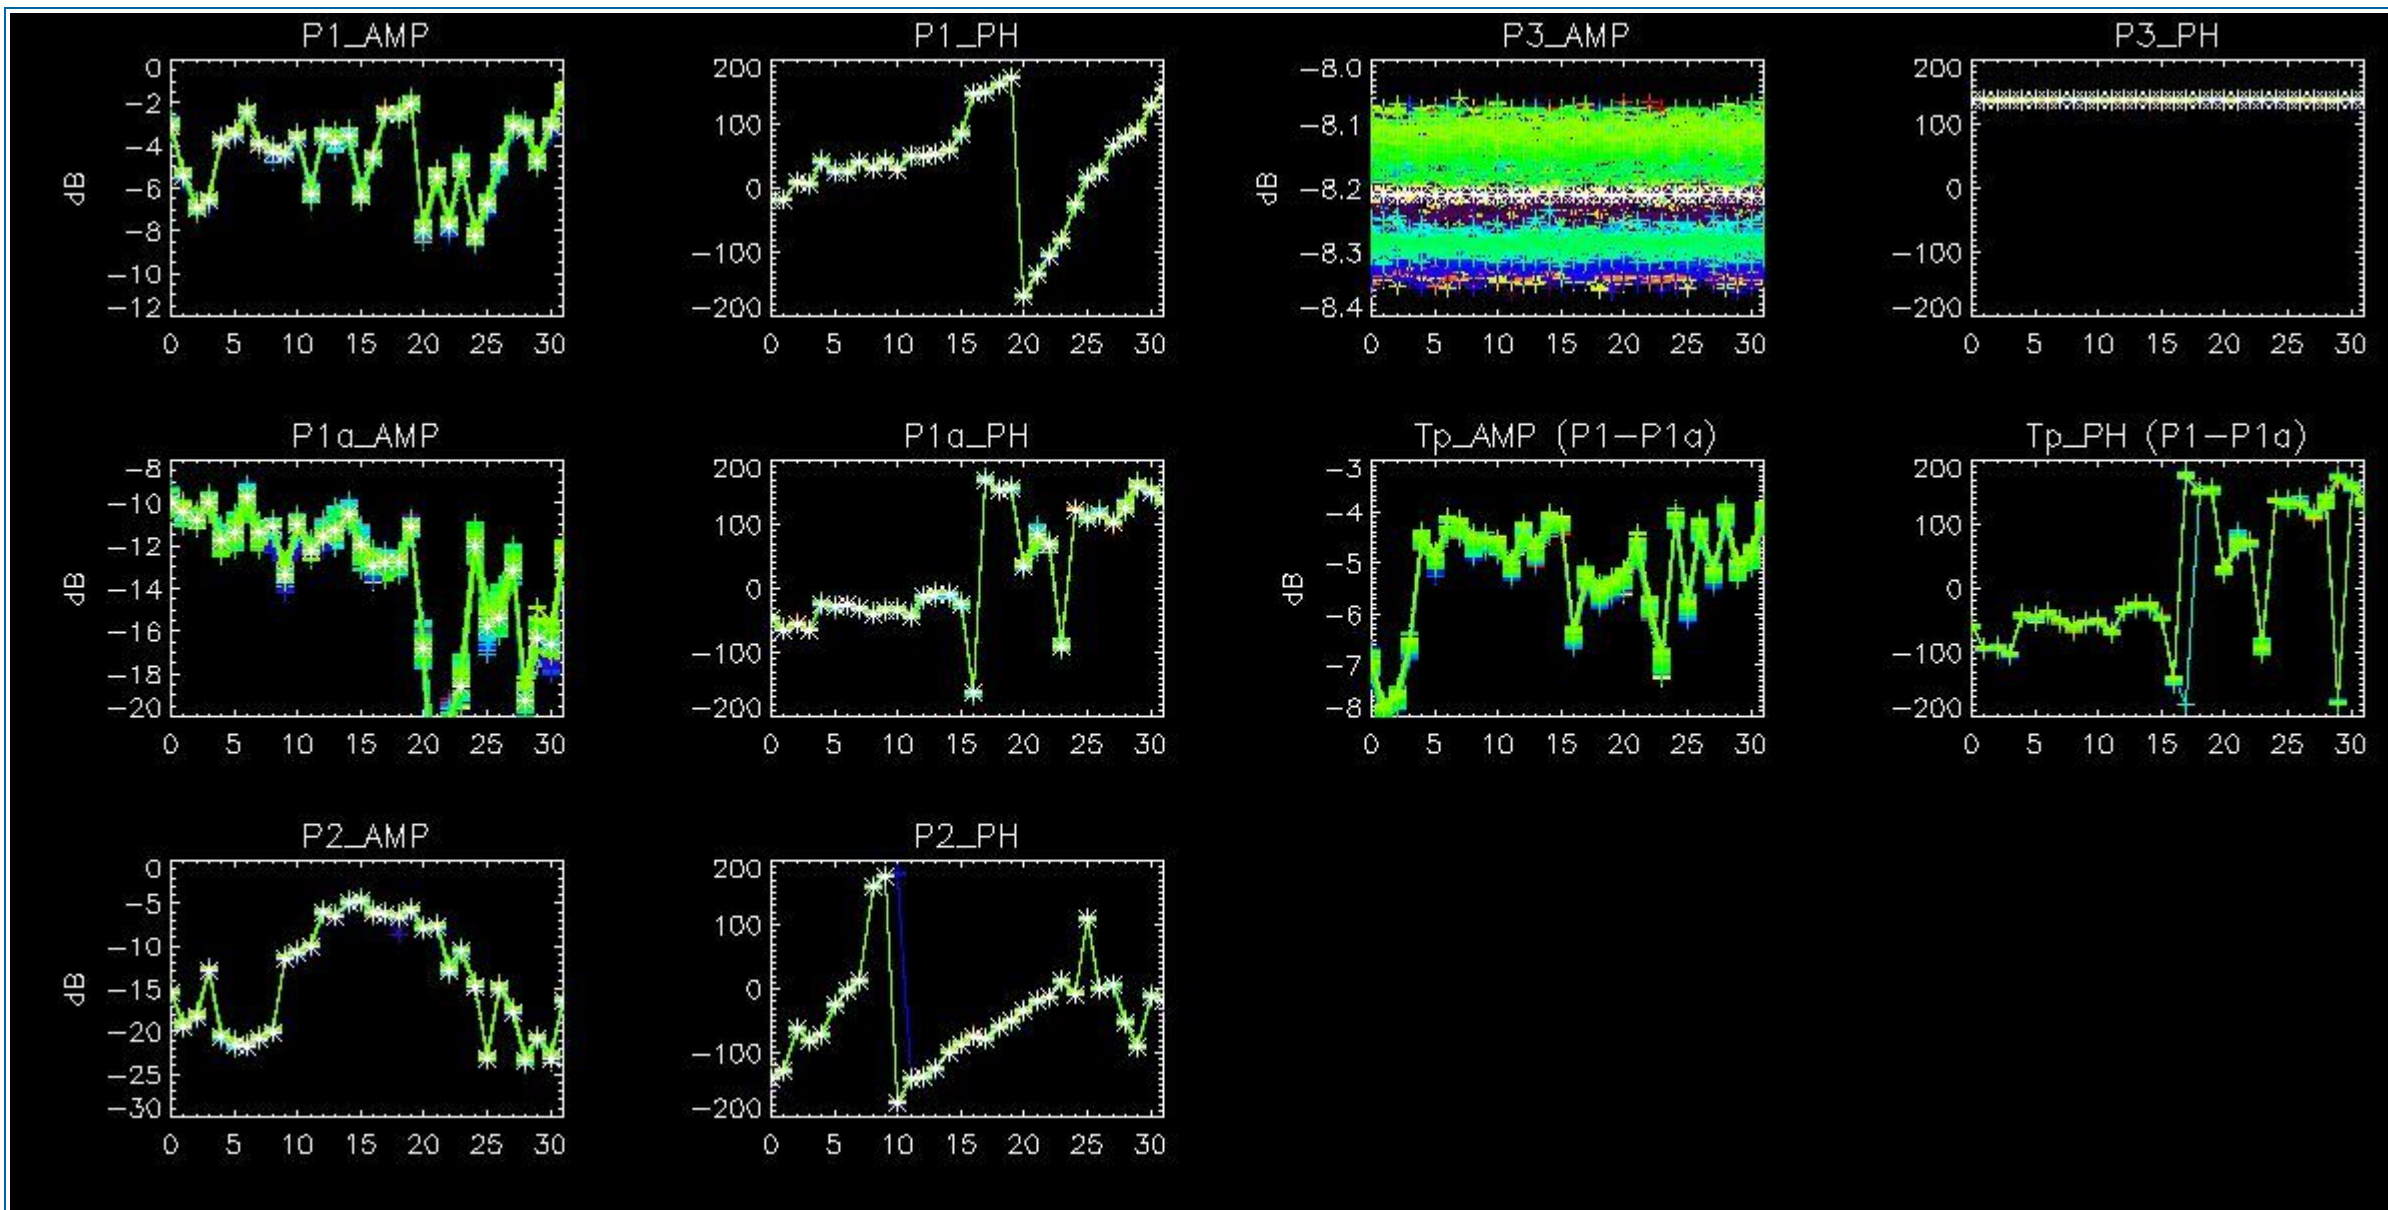 P1_AMP
0
−2
−4
−6
−8
−10
−12
dB
0 5 10 15 20 25 30
P1_PH
200
100
0
−100
−200
0 5 10 15 20 25 30
P3_AMP
−8.0
−8.1
−8.2
−8.3
−8.4
dB
0 5 10 15 20 25 30
P3_PH
200
100
0
−100
−200
0 5 10 15 20 25 30
P1a_AMP
−8
−10
−12
−14
−16
−18
−20
dB
0 5 10 15 20 25 30
P1a_PH
200
100
0
−100
−200
0 5 10 15 20 25 30
Tp_AMP (P1−P1a)
−3
−4
−5
−6
−7
−8
dB
0 5 10 15 20 25 30
Tp_PH (P1−P1a)
200
100
0
−100
−200
0 5 10 15 20 25 30
P2_AMP
0
−5
−10
−15
−20
−25
−30
dB
0 5 10 15 20 25 30
P2_PH
200
100
0
−100
−200
0 5 10 15 20 25 30